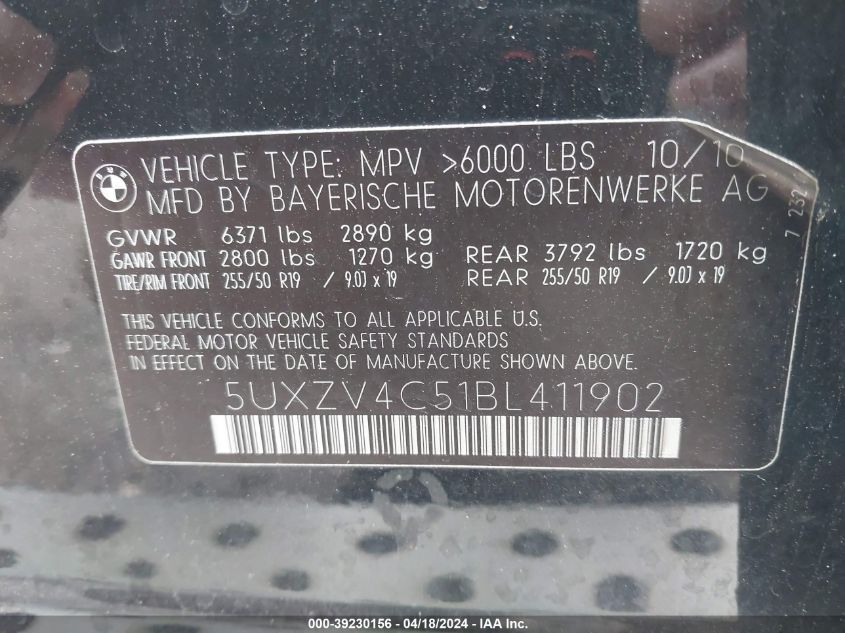 VEHICLE TYPE: MPV >6000 LBS 10/10
MFD BY BAYERISCHE MOTORENWERKE AG
GVWR 6371 lbs 2890 kg
GAWR FRONT 2800 lbs 1270 kg REAR 3792 lbs 1720 kg
TIRE/RIM FRONT 255/50 R19 / 9.0J x 19 REAR 255/50 R19 / 9.0J x 19
THIS VEHICLE CONFORMS TO ALL APPLICABLE U.S.
FEDERAL MOTOR VEHICLE SAFETY STANDARDS
IN EFFECT ON THE DATE OF MANUFACTURE SHOWN ABOVE.
5UXZV4C51BL411902
000-39230156 - 04/18/2024 - IAA Inc.